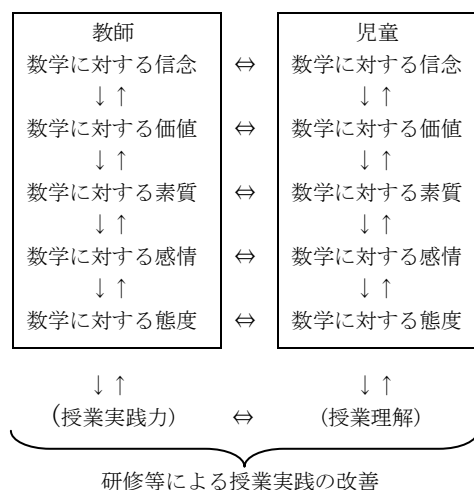 教師 児童
数学に対する信念 ⇔ 数学に対する信念
↓↑ ↓↑
数学に対する価値 ⇔ 数学に対する価値
↓↑ ↓↑
数学に対する素質 ⇔ 数学に対する素質
↓↑ ↓↑
数学に対する感情 ⇔ 数学に対する感情
↓↑ ↓↑
数学に対する態度 ⇔ 数学に対する態度
↓↑ ↓↑
(授業実践力) ⇔ (授業理解)
研修等による授業実践の改善